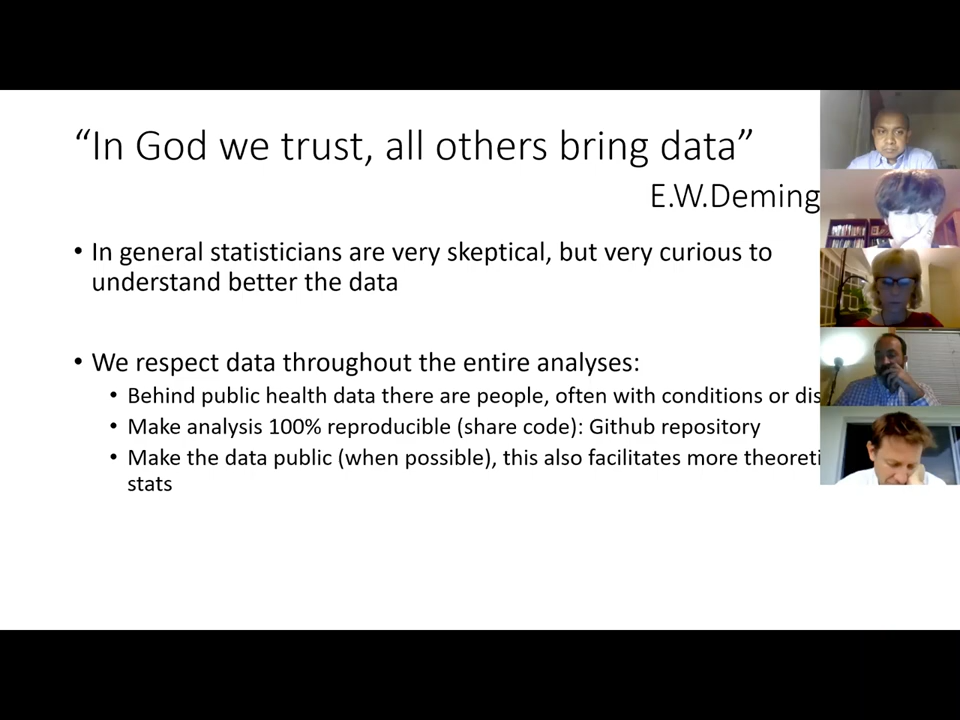 “In God we trust, all others bring data”
E.W.Deming
• In general statisticians are very skeptical, but very curious to
understand better the data
• We respect data throughout the entire analyses:
• Behind public health data there are people, often with conditions or
• Make analysis 100% reproducible (share code): Github repository
• Make the data public (when possible), this also facilitates more
stats